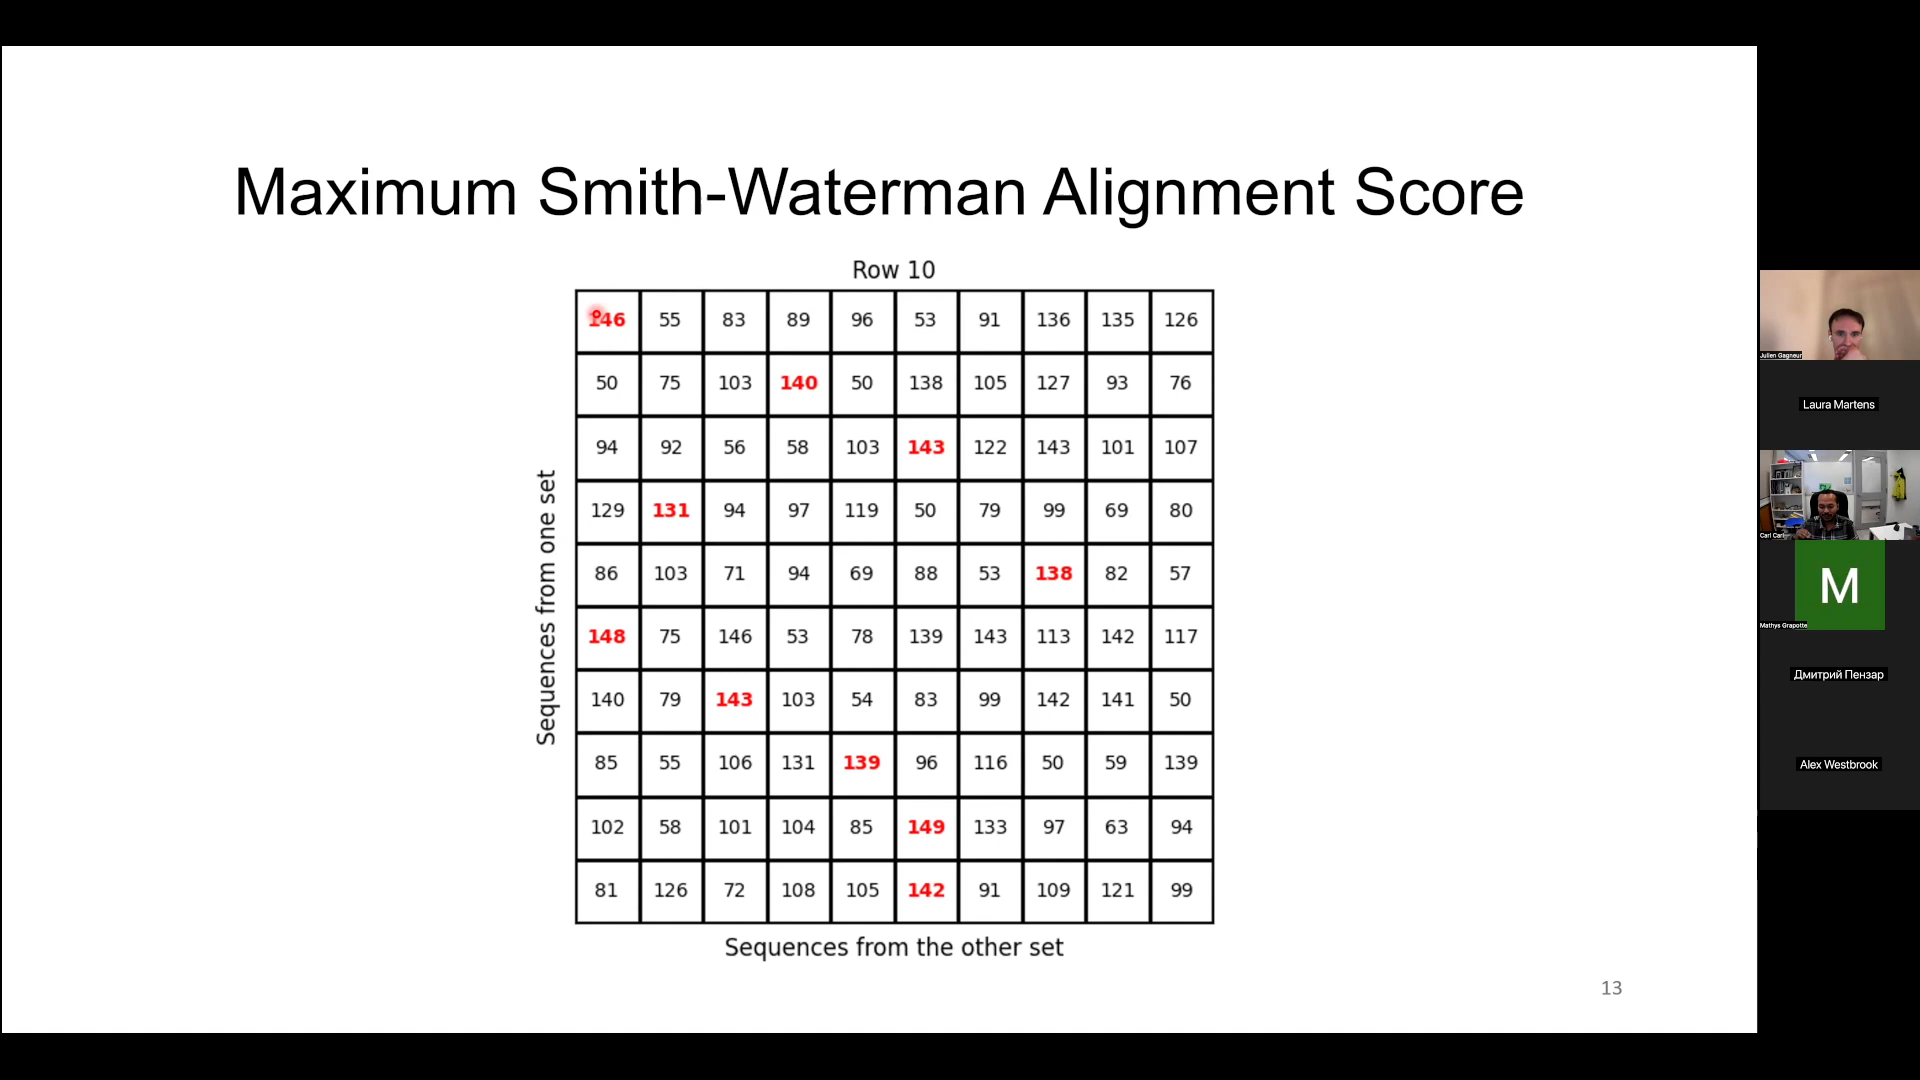 Maximum Smith-Waterman Alignment Score
Row 10
146 55 83 89 96 53 91 136 135 126
50 75 103 140 50 138 105 127 93 76
94 92 56 58 103 143 122 143 101 107
129 131 94 97 119 50 79 99 69 80
86 103 71 94 69 88 53 138 82 57
148 75 146 53 78 139 143 113 142 117
140 79 143 103 54 83 99 142 141 50
85 55 106 131 139 96 116 50 59 139
102 58 101 104 85 149 133 97 63 94
81 126 72 108 105 142 91 109 121 99
Sequences from one set
Sequences from the other set
13
Julien Gagneur
Laura Martens
Carl
M
Mathys Grapotte
Дмитрий Пензар
Alex Westbrook